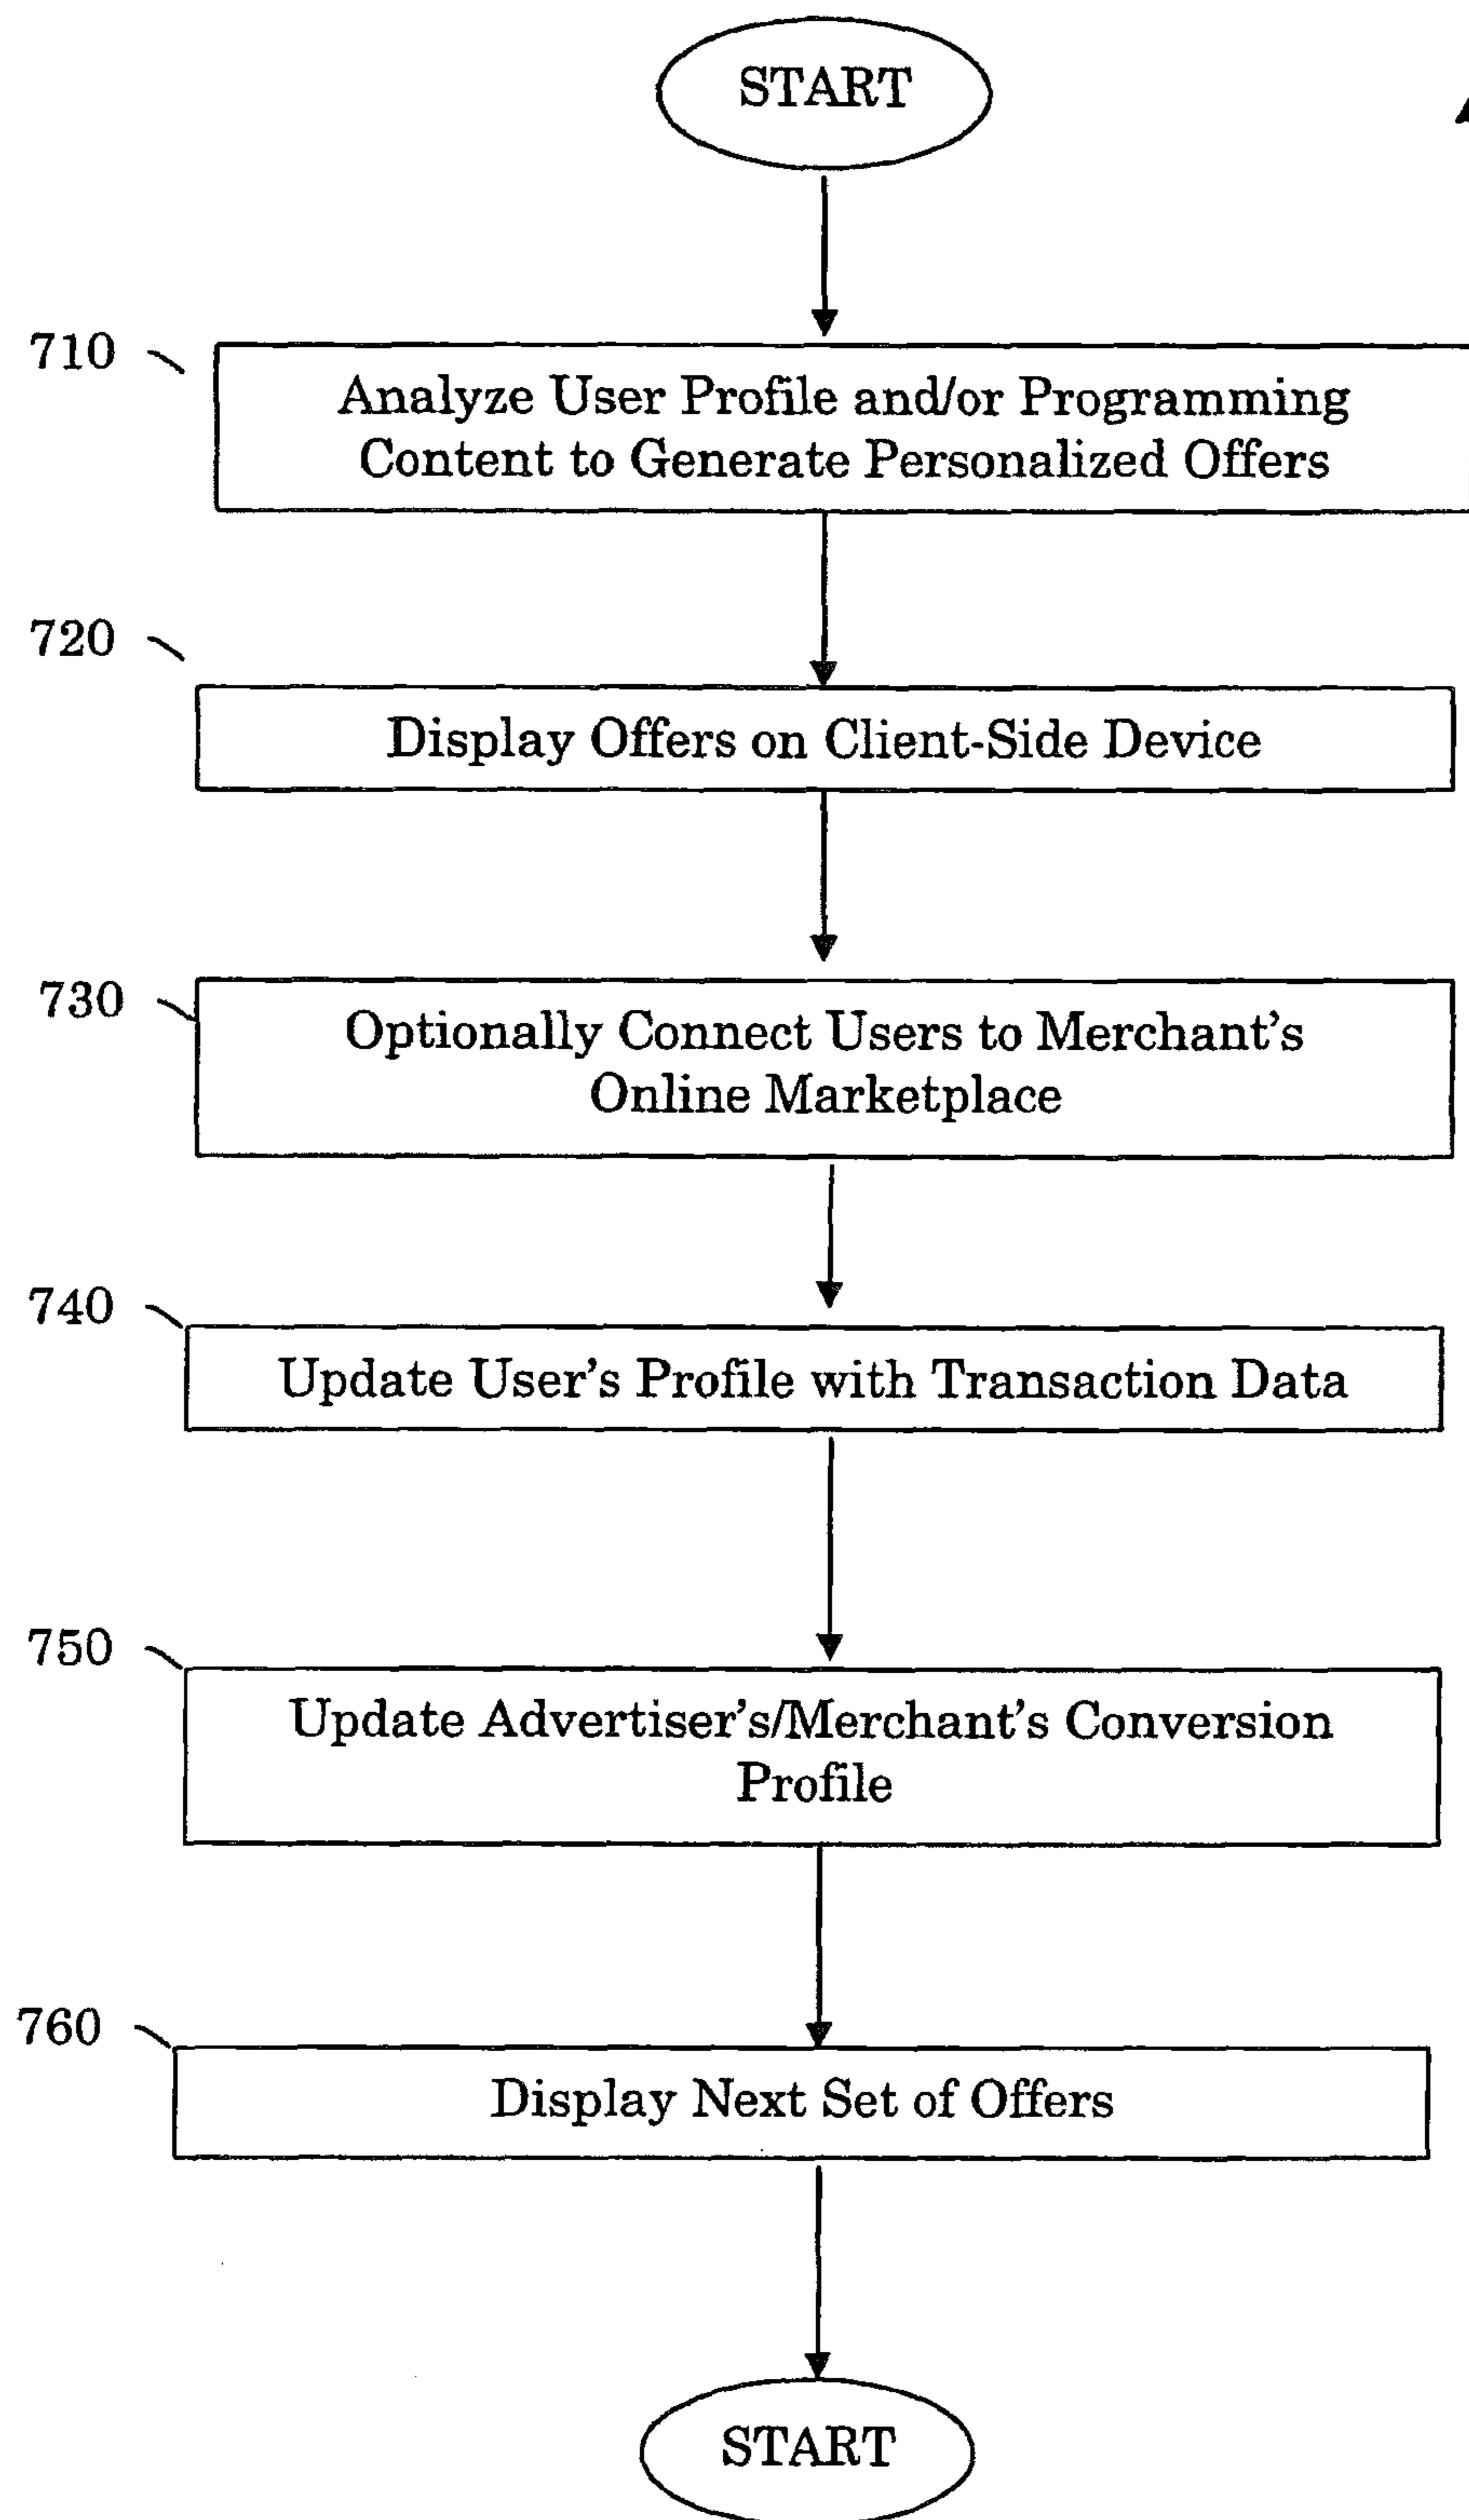 START
710
Analyze User Profile and/or Programming
Content to Generate Personalized Offers
720
Display Offers on Client-Side Device
730
Optionally Connect Users to Merchant's
Online Marketplace
740
Update User's Profile with Transaction Data
750
Update Advertiser's/Merchant's Conversion
Profile
760
Display Next Set of Offers
START